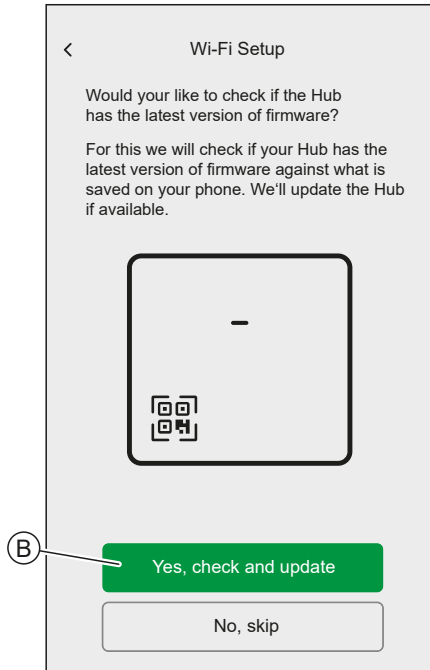 Wi-Fi Setup
Would your like to check if the Hub
has the latest version of firmware?
For this we will check if your Hub has the
latest version of firmware against what is
saved on your phone. We‘ll update the Hub
if available.
B
Yes, check and update
No, skip